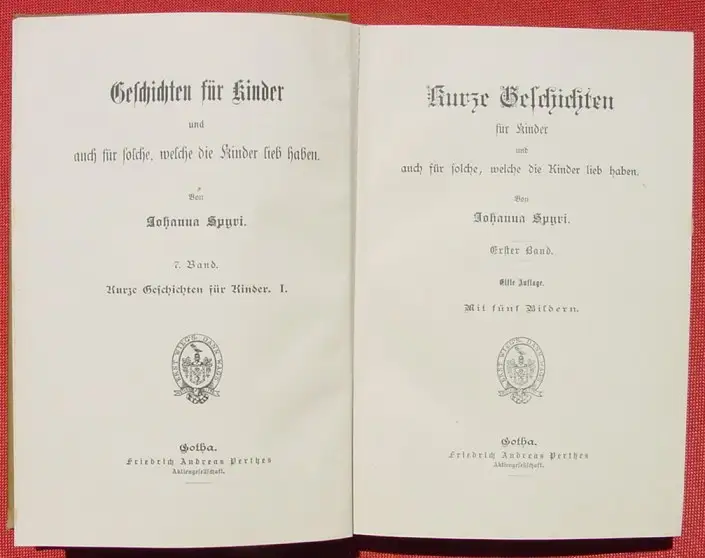 Geschichten für Kinder
und
auch für solche, welche die Kinder lieb haben.
Von
Johanna Spyri.
7. Band.
Kurze Geschichten für Kinder. I.
Gotha.
Friedrich Andreas Perthes
Aktiengesellschaft.
Kurze Geschichten
für Kinder
und
auch für solche, welche die Kinder lieb haben.
Von
Johanna Spyri.
Erster Band.
Elfte Auflage.
Mit fünf Bildern.
Gotha.
Friedrich Andreas Perthes
Aktiengesellschaft.